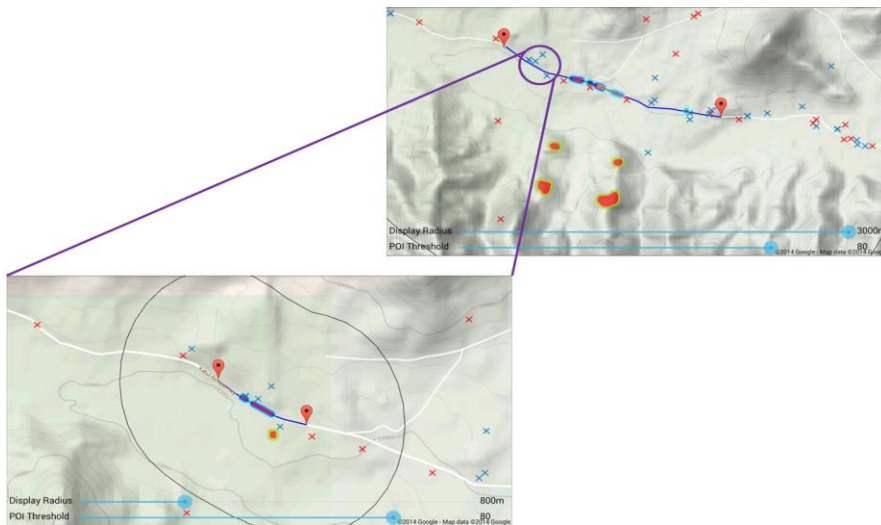 Display Radius 3000m
POI Threshold 80
©2014 Google - Map data ©2014 Goog
Display Radius 800m
POI Threshold 80
©2014 Google - Map data ©2014 Google